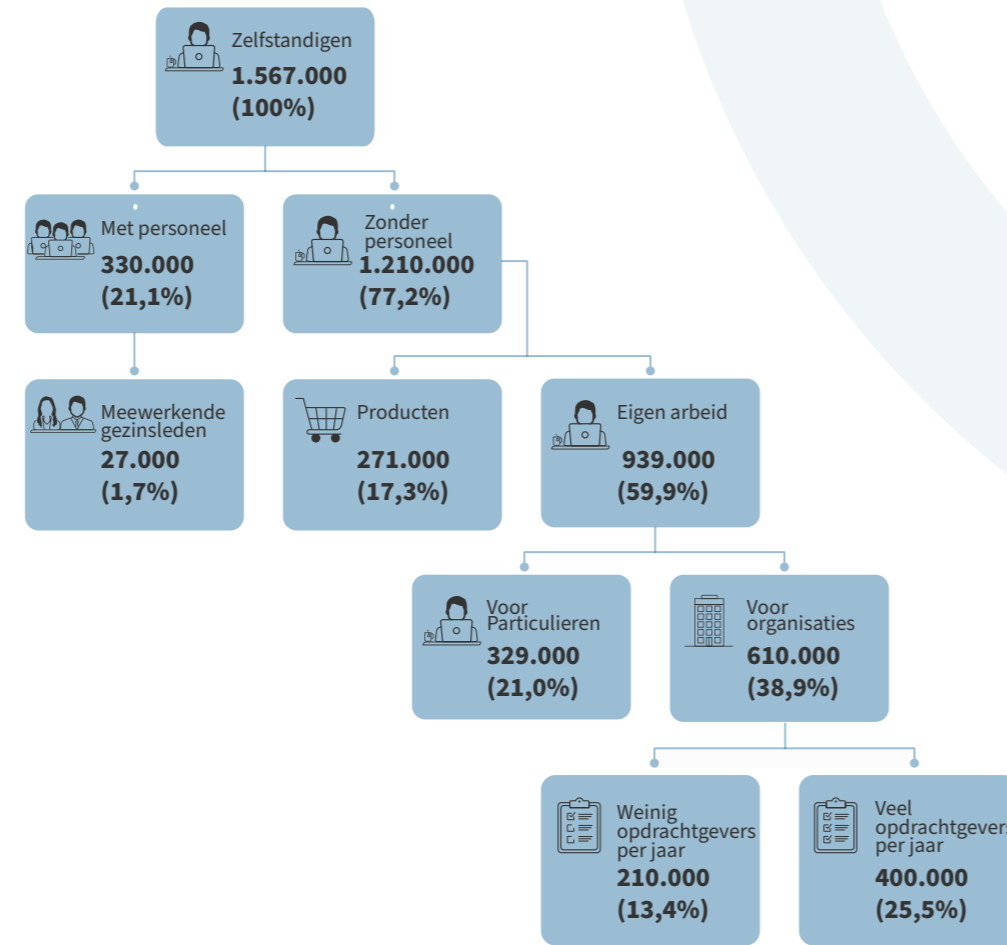 Zelfstandigen
1.567.000
(100%)
Met personeel
330.000
(21,1%)
Zonder
personeel
1.210.000
(77,2%)
Meewerkende
gezinsleden
27.000
(1,7%)
Producten
271.000
(17,3%)
Eigen arbeid
939.000
(59,9%)
Voor
Particulieren
329.000
(21,0%)
Voor
organisaties
610.000
(38,9%)
Weinig
opdrachtgevers
per jaar
210.000
(13,4%)
Veel
opdrachtgevers
per jaar
400.000
(25,5%)